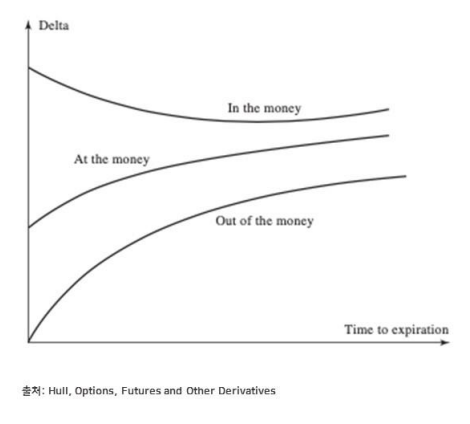 Delta
In the money
At the money
Out of the money
Time to expiration
출처: Hull, Options, Futures and Other Derivatives